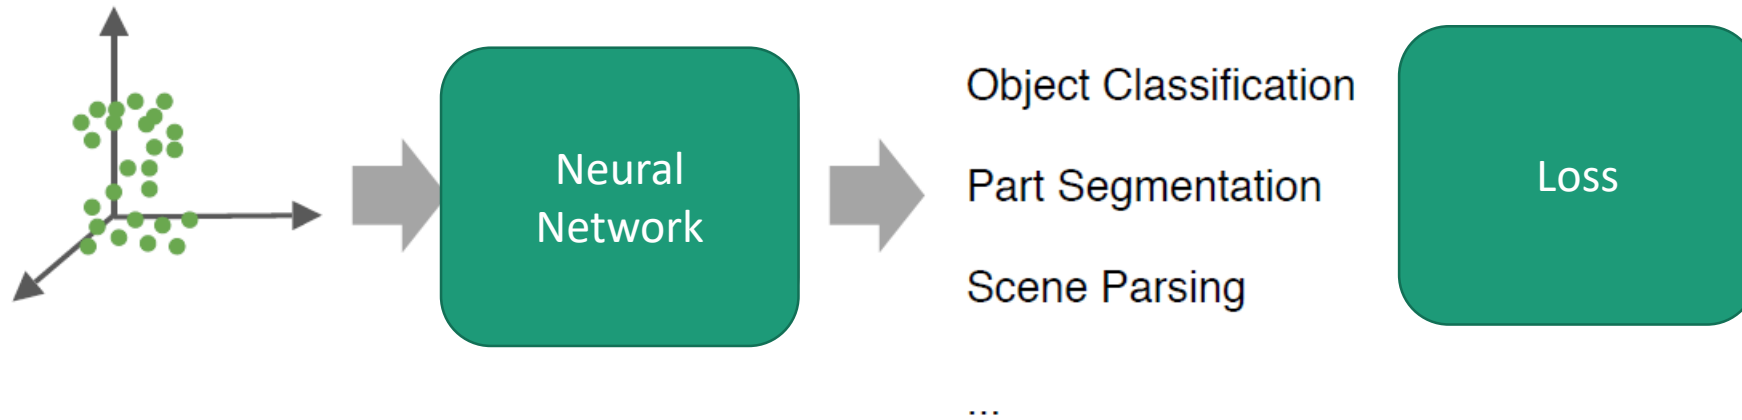 Neural
Network
Object Classification
Part Segmentation
Scene Parsing
...
Loss